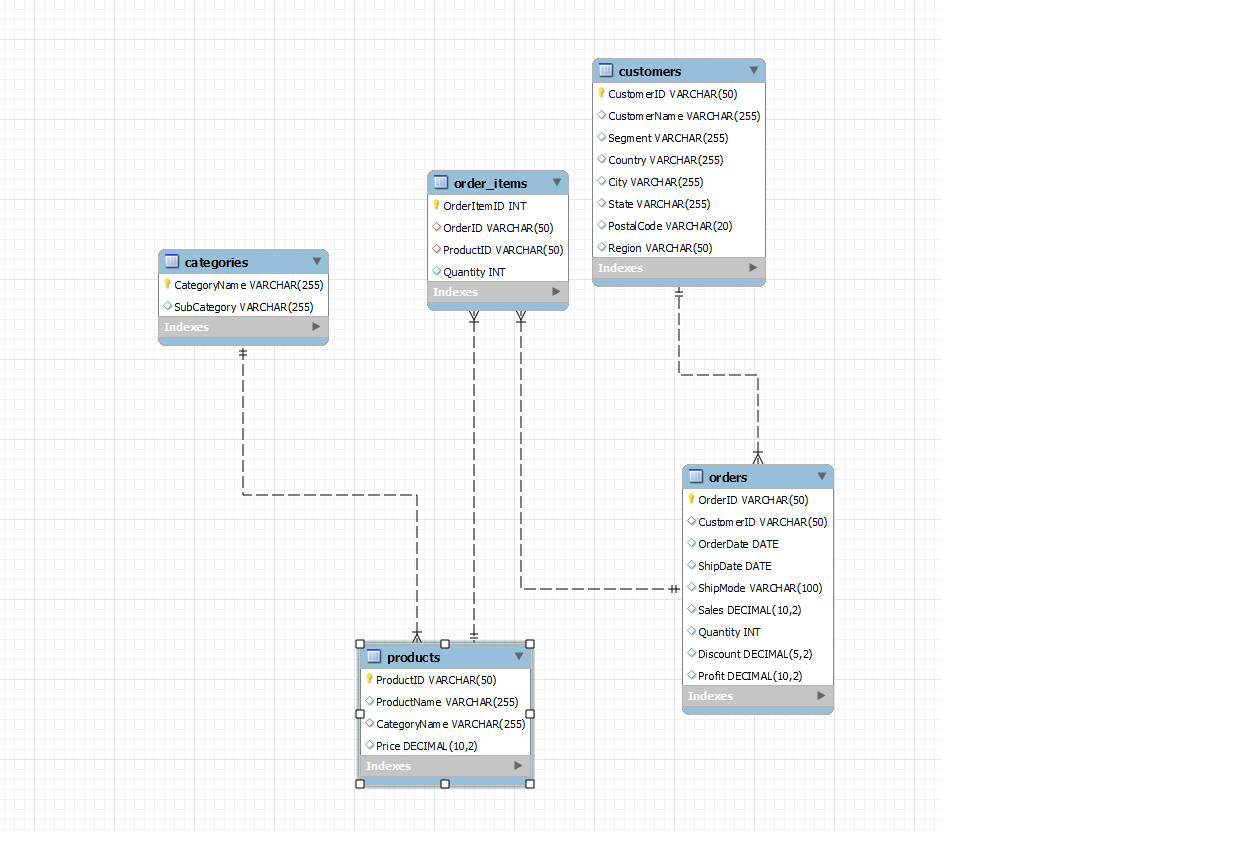 customers
CustomerID VARCHAR(50)
CustomerName VARCHAR(255)
Segment VARCHAR(255)
Country VARCHAR(255)
City VARCHAR(255)
State VARCHAR(255)
PostalCode VARCHAR(20)
Region VARCHAR(50)
Indexes
order_items
OrderItemID INT
OrderID VARCHAR(50)
ProductID VARCHAR(50)
Quantity INT
Indexes
categories
CategoryName VARCHAR(255)
SubCategory VARCHAR(255)
Indexes
orders
OrderID VARCHAR(50)
CustomerID VARCHAR(50)
OrderDate DATE
ShipDate DATE
ShipMode VARCHAR(100)
Sales DECIMAL(10,2)
Quantity INT
Discount DECIMAL(5,2)
Profit DECIMAL(10,2)
Indexes
products
ProductID VARCHAR(50)
ProductName VARCHAR(255)
CategoryName VARCHAR(255)
Price DECIMAL(10,2)
Indexes